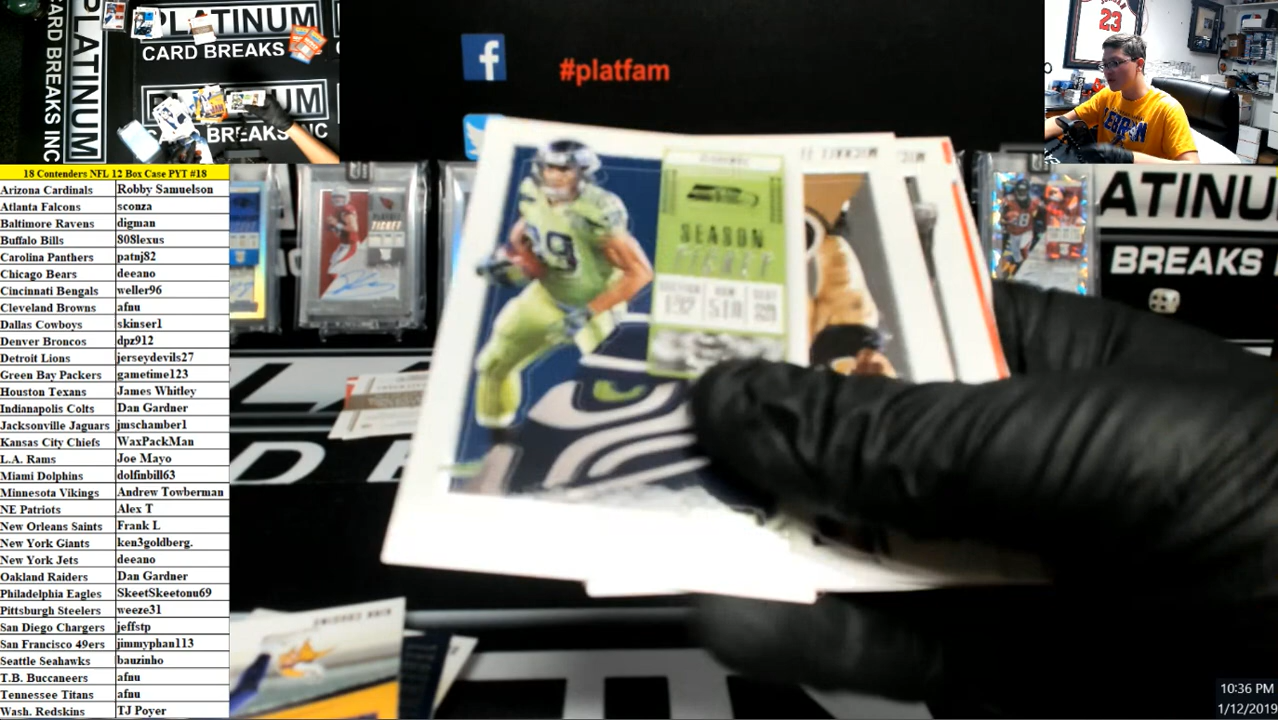 PLATINUM
CARD BREAKS
CARD BREAKS INC
PLATINUM
BREAKS INC
#platfam
23
18 Contenders NFL 12 Box Case PYT #18
Arizona Cardinals Robby Samuelson
Atlanta Falcons sconza
Baltimore Ravens digman
Buffalo Bills 808lexus
Carolina Panthers patnj82
Chicago Bears deeano
Cincinnati Bengals weller96
Cleveland Browns afnu
Dallas Cowboys skinser1
Denver Broncos dpz912
Detroit Lions jerseydevils27
Green Bay Packers gametime123
Houston Texans James Whitley
Indianapolis Colts Dan Gardner
Jacksonville Jaguars jmschamber1
Kansas City Chiefs WaxPackMan
L.A. Rams Joe Mayo
Miami Dolphins dolfinbill63
Minnesota Vikings Andrew Towberman
NE Patriots Alex T
New Orleans Saints Frank L
New York Giants ken3goldberg.
New York Jets deeano
Oakland Raiders Dan Gardner
Philadelphia Eagles SkeetSkeetonu69
Pittsburgh Steelers weeze31
San Diego Chargers jeffstp
San Francisco 49ers jimmyphan113
Seattle Seahawks bauzinho
T.B. Buccaneers afnu
Tennessee Titans afnu
Wash. Redskins TJ Poyer
SEASON
TICKET
89
TICKET
28
ATINU
BREAKS
10:36 PM
1/12/2019